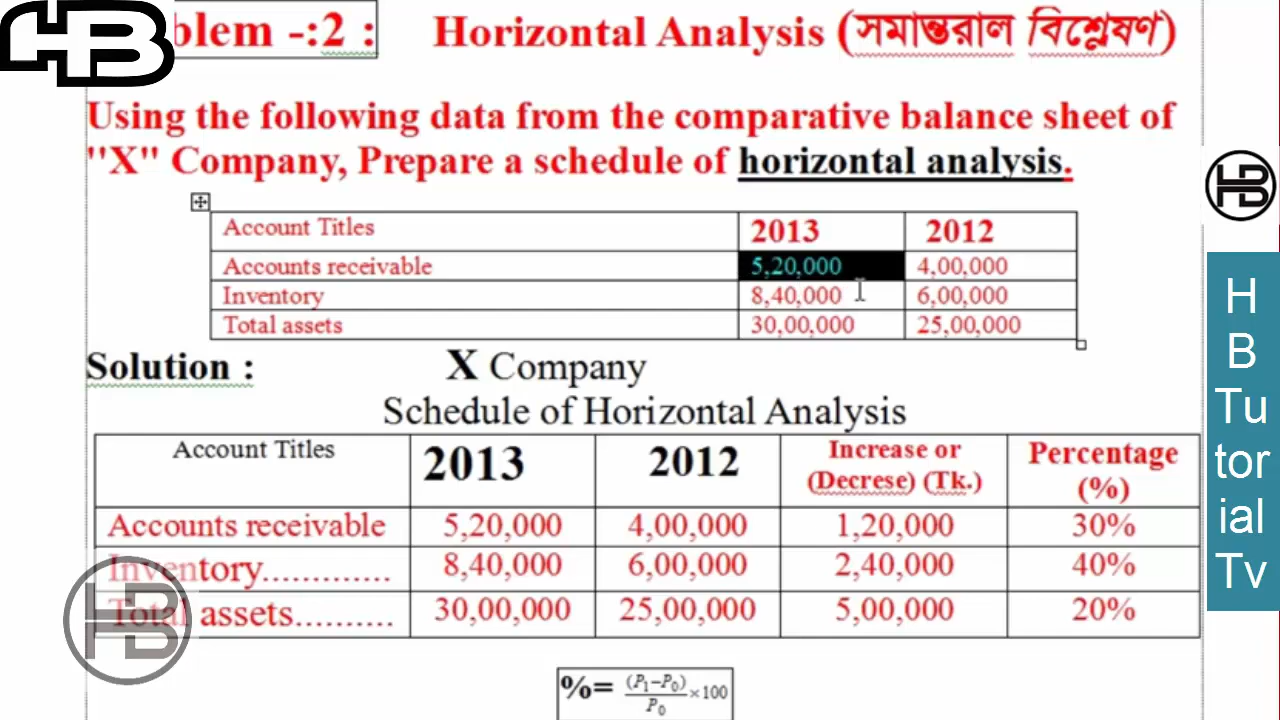 HB
blem -:2 :
Horizontal Analysis (সমান্তরাল বিশ্লেষণ)
Using the following data from the comparative balance sheet of
"X" Company, Prepare a schedule of horizontal analysis.
Account Titles 2013 2012
Accounts receivable 5,20,000 4,00,000
Inventory 8,40,000 6,00,000
Total assets 30,00,000 25,00,000
Solution : X Company
Schedule of Horizontal Analysis
Account Titles 2013 2012 Increase or (Decrese) (Tk.) Percentage (%)
Accounts receivable 5,20,000 4,00,000 1,20,000 30%
Inventory............. 8,40,000 6,00,000 2,40,000 40%
Total assets.......... 30,00,000 25,00,000 5,00,000 20%
%= (P₁-P₀)/P₀ ×100
HB
HB
H
B
Tu
tor
ial
Tv